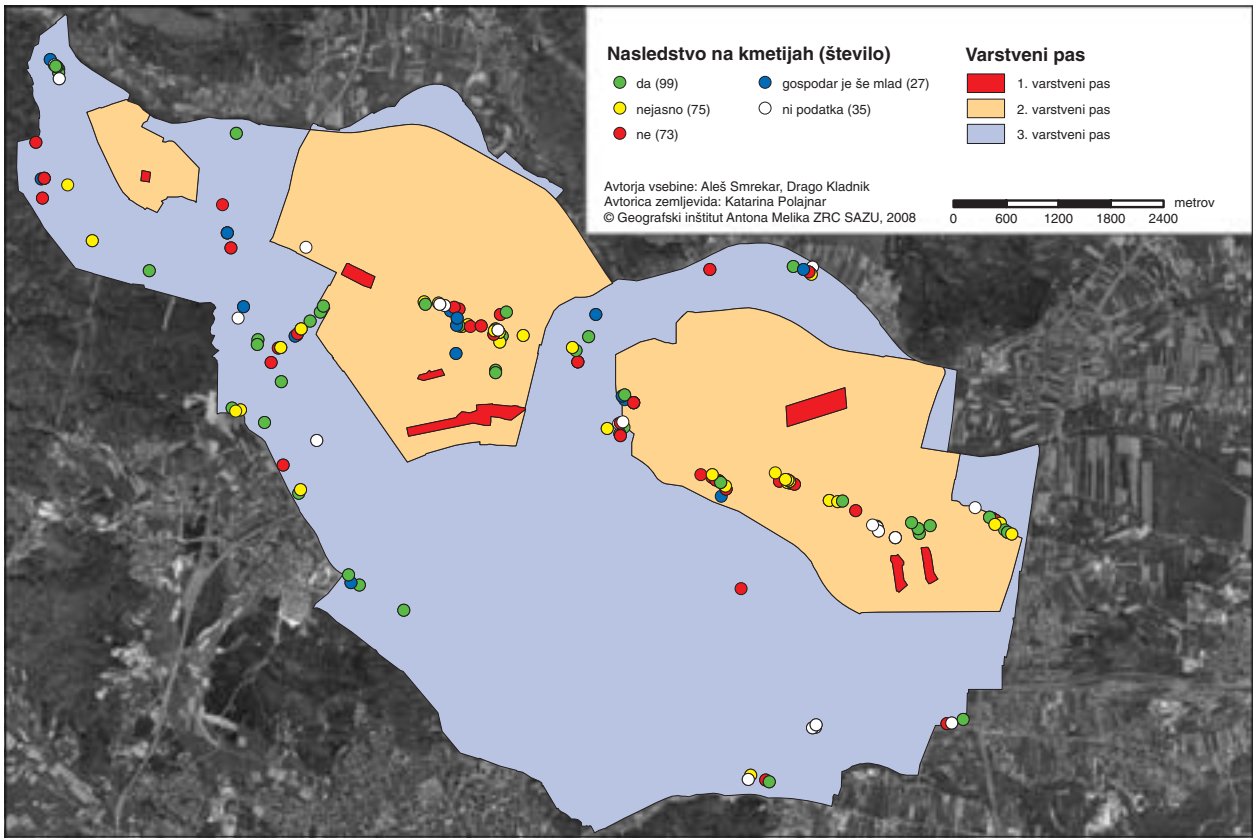 Nasledstvo na kmetijah (število)
da (99)
nejasno (75)
ne (73)
gospodar je še mlad (27)
ni podatka (35)
Varstveni pas
1. varstveni pas
2. varstveni pas
3. varstveni pas
Avtorja vsebine: Aleš Smrekar, Drago Kladnik
Avtorica zemljevida: Katarina Polajnar
© Geografski inštitut Antona Melika ZRC SAZU, 2008
metrov
0 600 1200 1800 2400